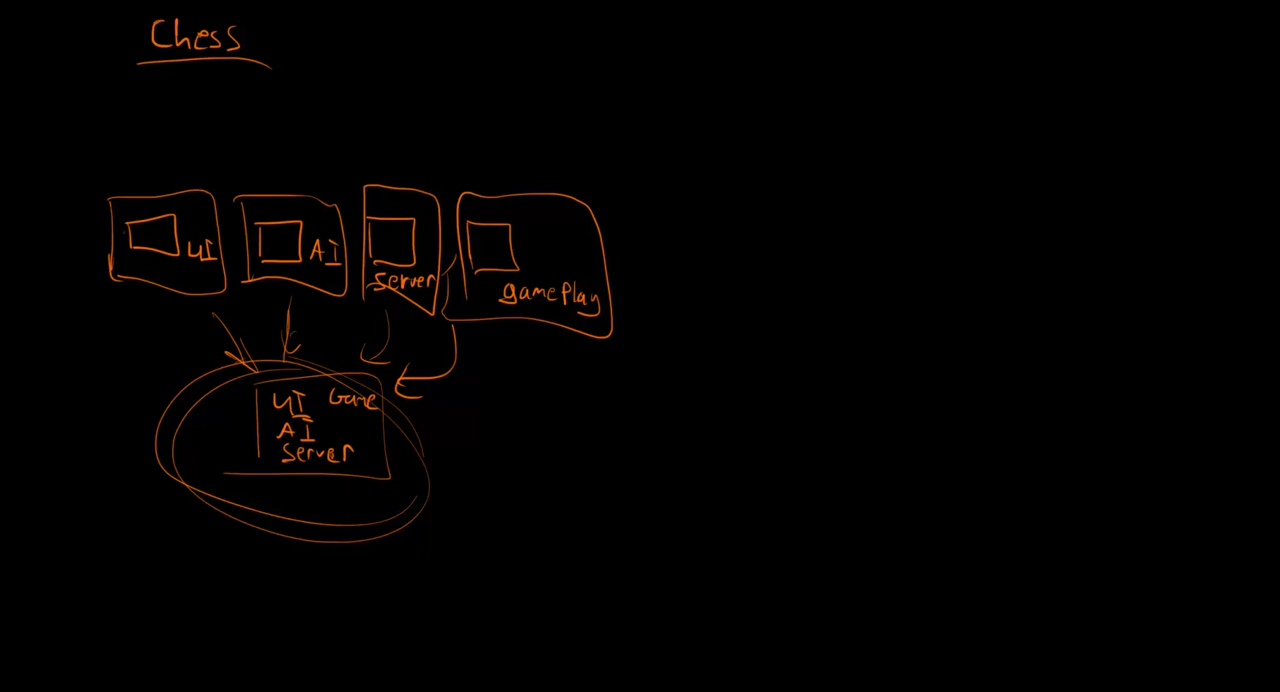 Chess
UI
AI
Server
gamePlay
UI Game
AI
Server